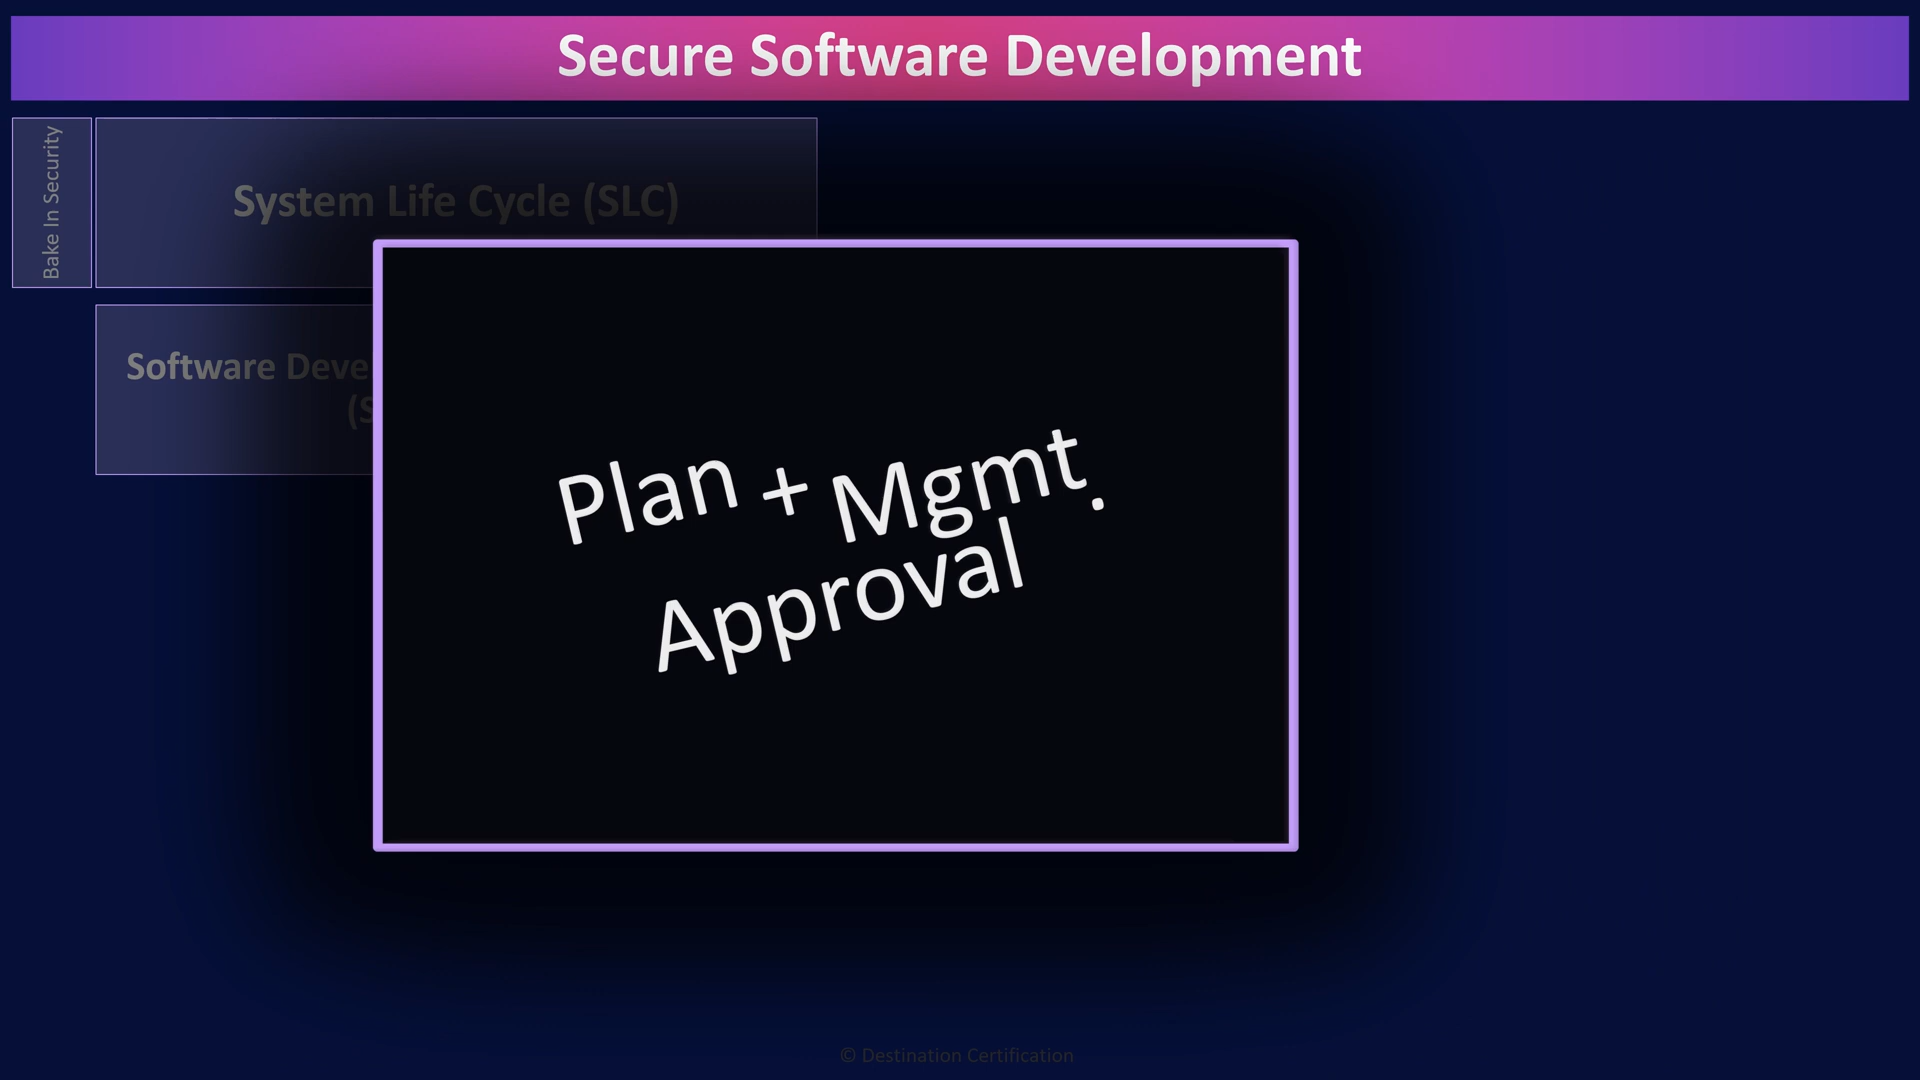 Secure Software Development
Bake In Security
System Life Cycle (SLC)
Software Deve
(S
Plan + Mgmt.
Approval
© Destination Certification